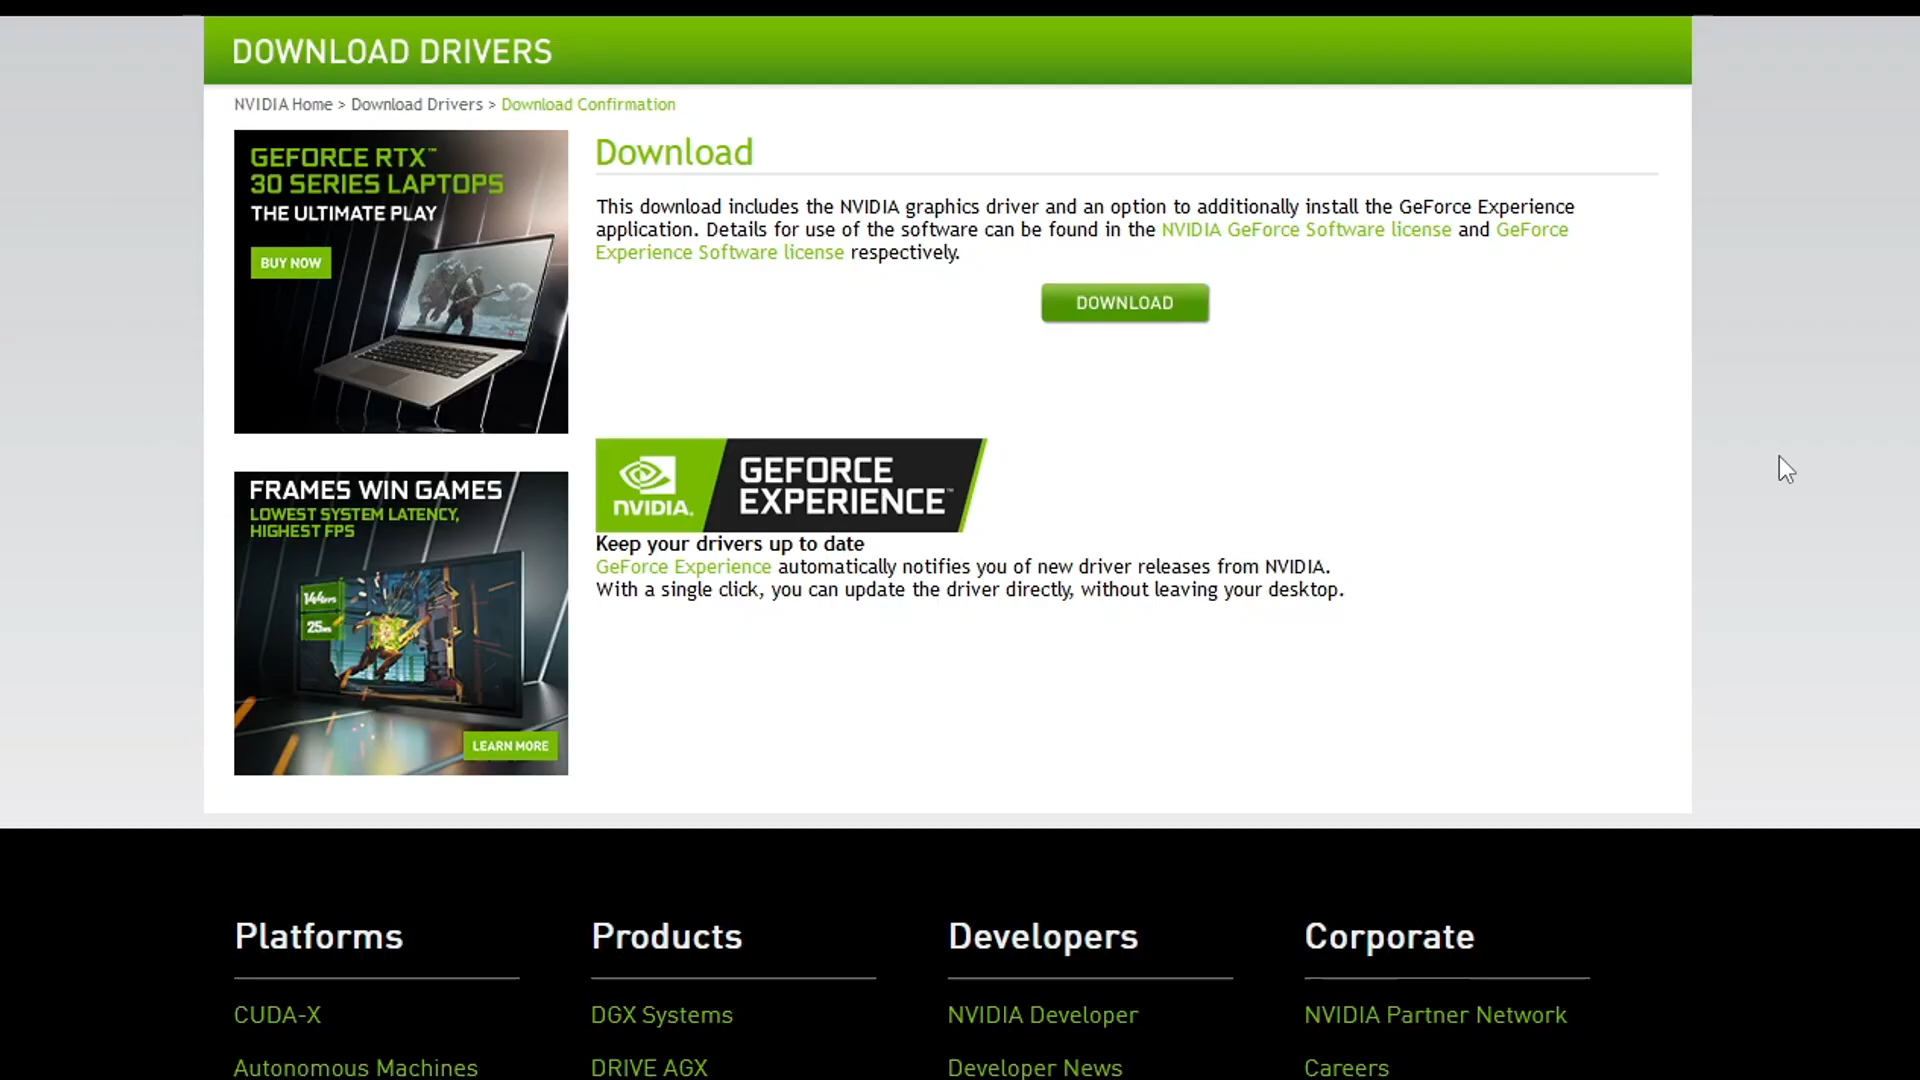 DOWNLOAD DRIVERS
NVIDIA Home > Download Drivers > Download Confirmation
GEFORCE RTX™
30 SERIES LAPTOPS
THE ULTIMATE PLAY
BUY NOW
Download
This download includes the NVIDIA graphics driver and an option to additionally install the GeForce Experience
application. Details for use of the software can be found in the NVIDIA GeForce Software license and GeForce
Experience Software license respectively.
DOWNLOAD
FRAMES WIN GAMES
LOWEST SYSTEM LATENCY,
HIGHEST FPS
144FPS
25ms
LEARN MORE
NVIDIA.
GEFORCE
EXPERIENCE™
Keep your drivers up to date
GeForce Experience automatically notifies you of new driver releases from NVIDIA.
With a single click, you can update the driver directly, without leaving your desktop.
Platforms
Products
Developers
Corporate
CUDA-X
DGX Systems
NVIDIA Developer
NVIDIA Partner Network
Autonomous Machines
DRIVE AGX
Developer News
Careers